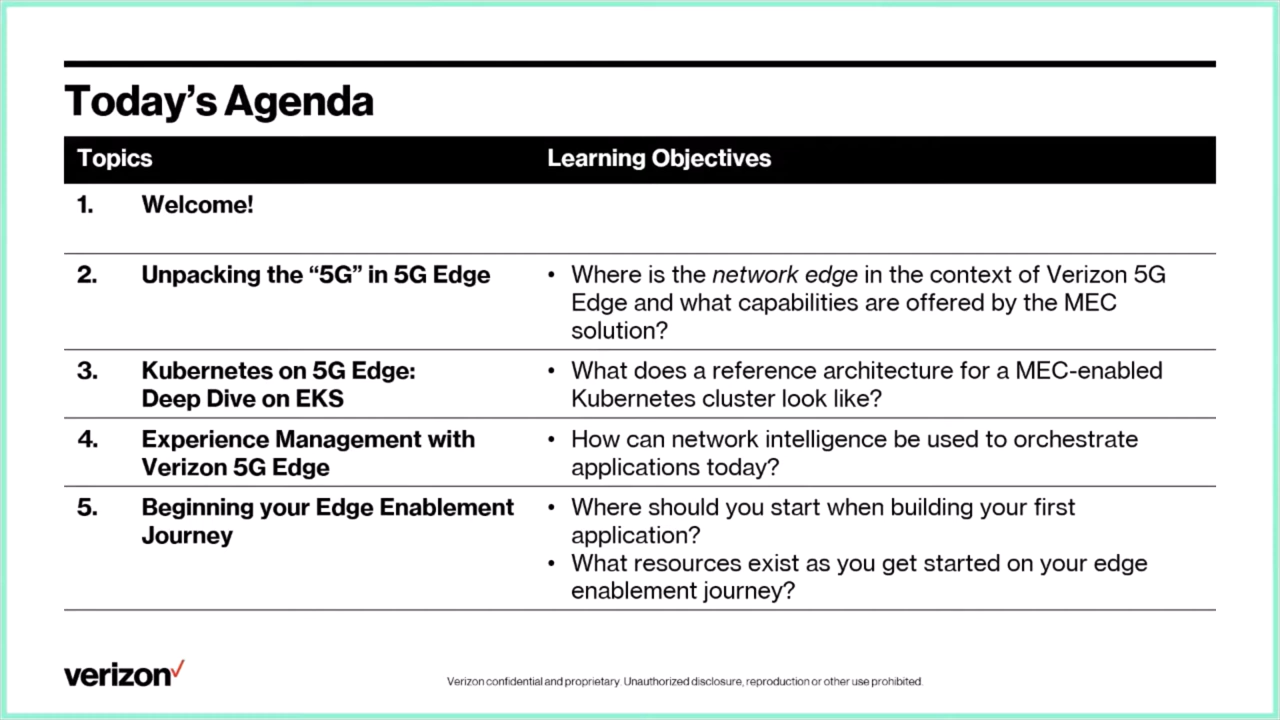 Today's Agenda
Topics
Learning Objectives
1. Welcome!
2. Unpacking the “5G” in 5G Edge
• Where is the network edge in the context of Verizon 5G
Edge and what capabilities are offered by the MEC
solution?
3. Kubernetes on 5G Edge:
Deep Dive on EKS
• What does a reference architecture for a MEC-enabled
Kubernetes cluster look like?
4. Experience Management with
Verizon 5G Edge
• How can network intelligence be used to orchestrate
applications today?
5. Beginning your Edge Enablement
Journey
• Where should you start when building your first
application?
• What resources exist as you get started on your edge
enablement journey?
verizon
Verizon confidential and proprietary. Unauthorized disclosure, reproduction or other use prohibited.